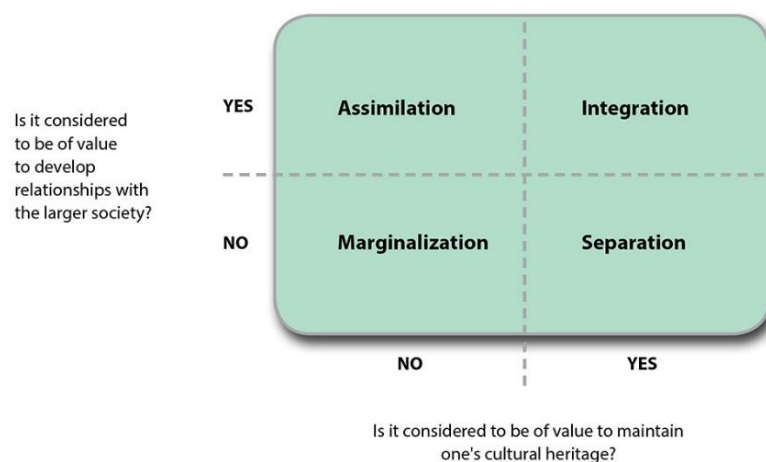 YES
Assimilation
Integration
Is it considered
to be of value
to develop
relationships with
the larger society?
NO
Marginalization
Separation
NO
YES
Is it considered to be of value to maintain
one's cultural heritage?